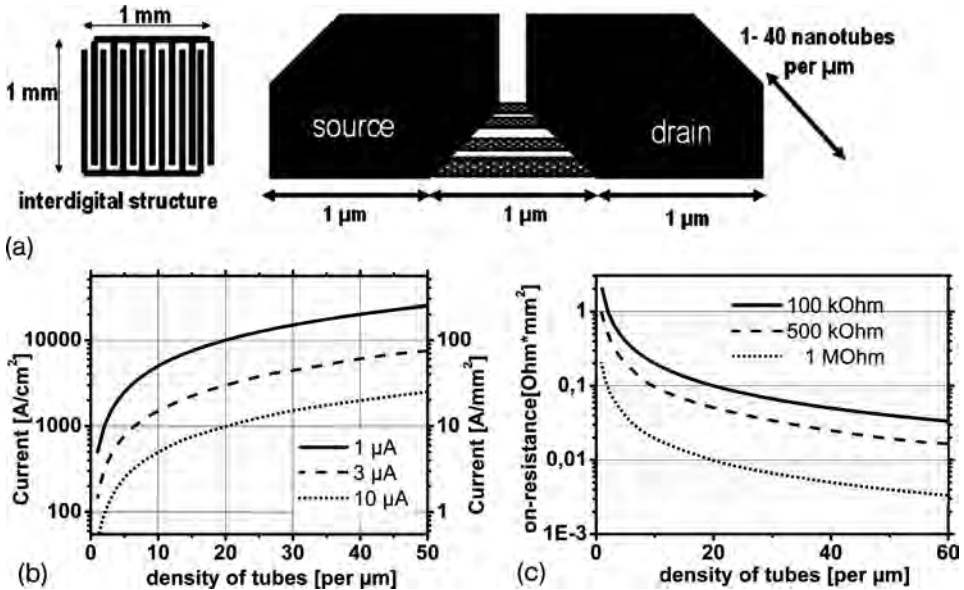 1 mm
1 mm
interdigital structure
source
drain
1 µm
1 µm
1 µm
1- 40 nanotubes
per µm
(a)
Current [A/cm²]
10000
1000
100
0
10
20
30
40
50
density of tubes [per µm]
100
10
1
Current [A/mm²]
1 µA
3 µA
10 µA
(b)
on-resistance[Ohm*mm²]
1
0,1
0,01
1E-3
0
20
40
60
density of tubes [per µm]
100 kOhm
500 kOhm
1 MOhm
(c)